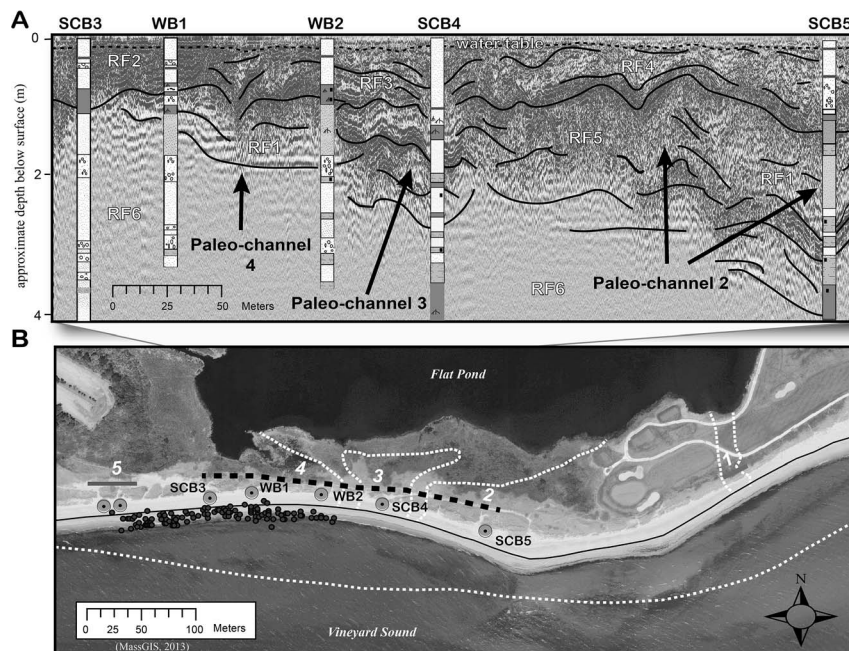 A
SCB3 WB1 WB2 SCB4 SCB5
0
water table
RF2
RF4
RF3
RF5
RF1
RF1
2
RF6
RF6
Paleo-channel
4
Paleo-channel 3
Paleo-channel 2
4
approximate depth below surface (m)
0 25 50
Meters
B
Flat Pond
5
4
3
2
1
SCB3
WB1
WB2
SCB4
SCB5
N
0 25 50 100
Meters
(MassGIS, 2013)
Vineyard Sound